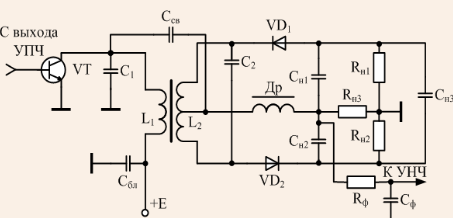 С выхода
УПЧ
VT
C₁
Cсв
L₁
L₂
C₂
VD₁
Cн1
Rн1
Др
Rн3
Cн3
Cн2
Rн2
VD₂
Cбл
+E
К УНЧ
Rф
Cф